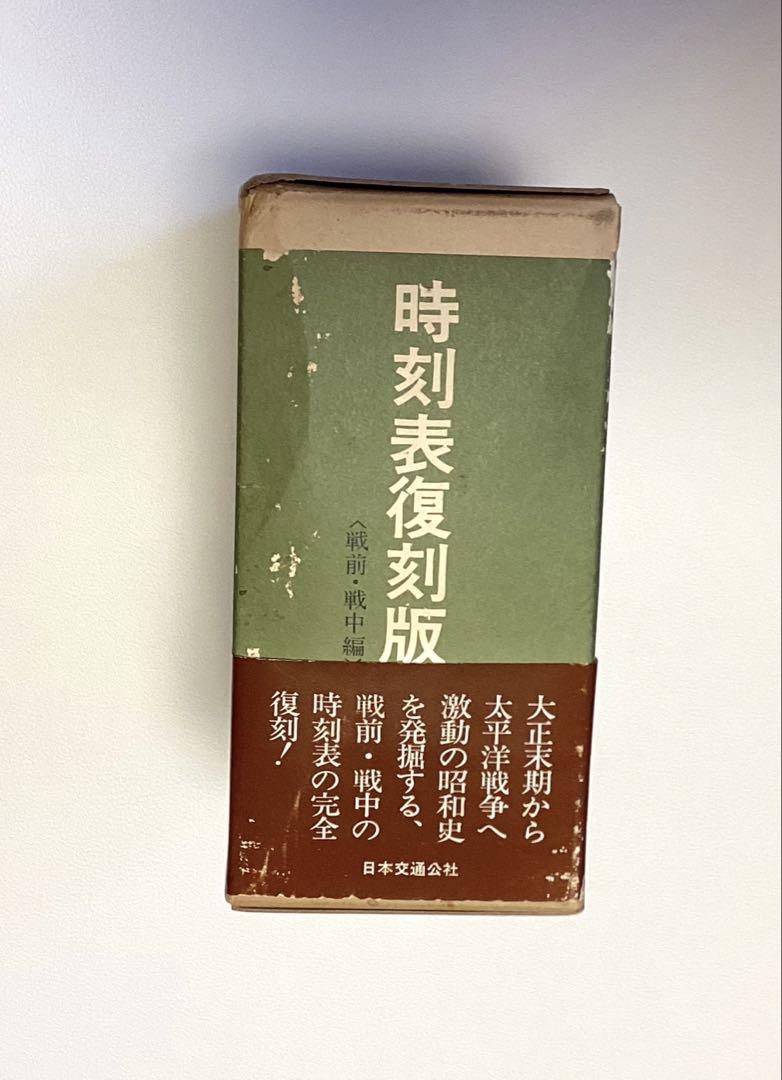 時刻表復刻版
〈戦前・戦中編〉
大正末期から
太平洋戦争へ
激動の昭和史
を発掘する、
戦前・戦中の
時刻表の完全
復刻！
日本交通公社